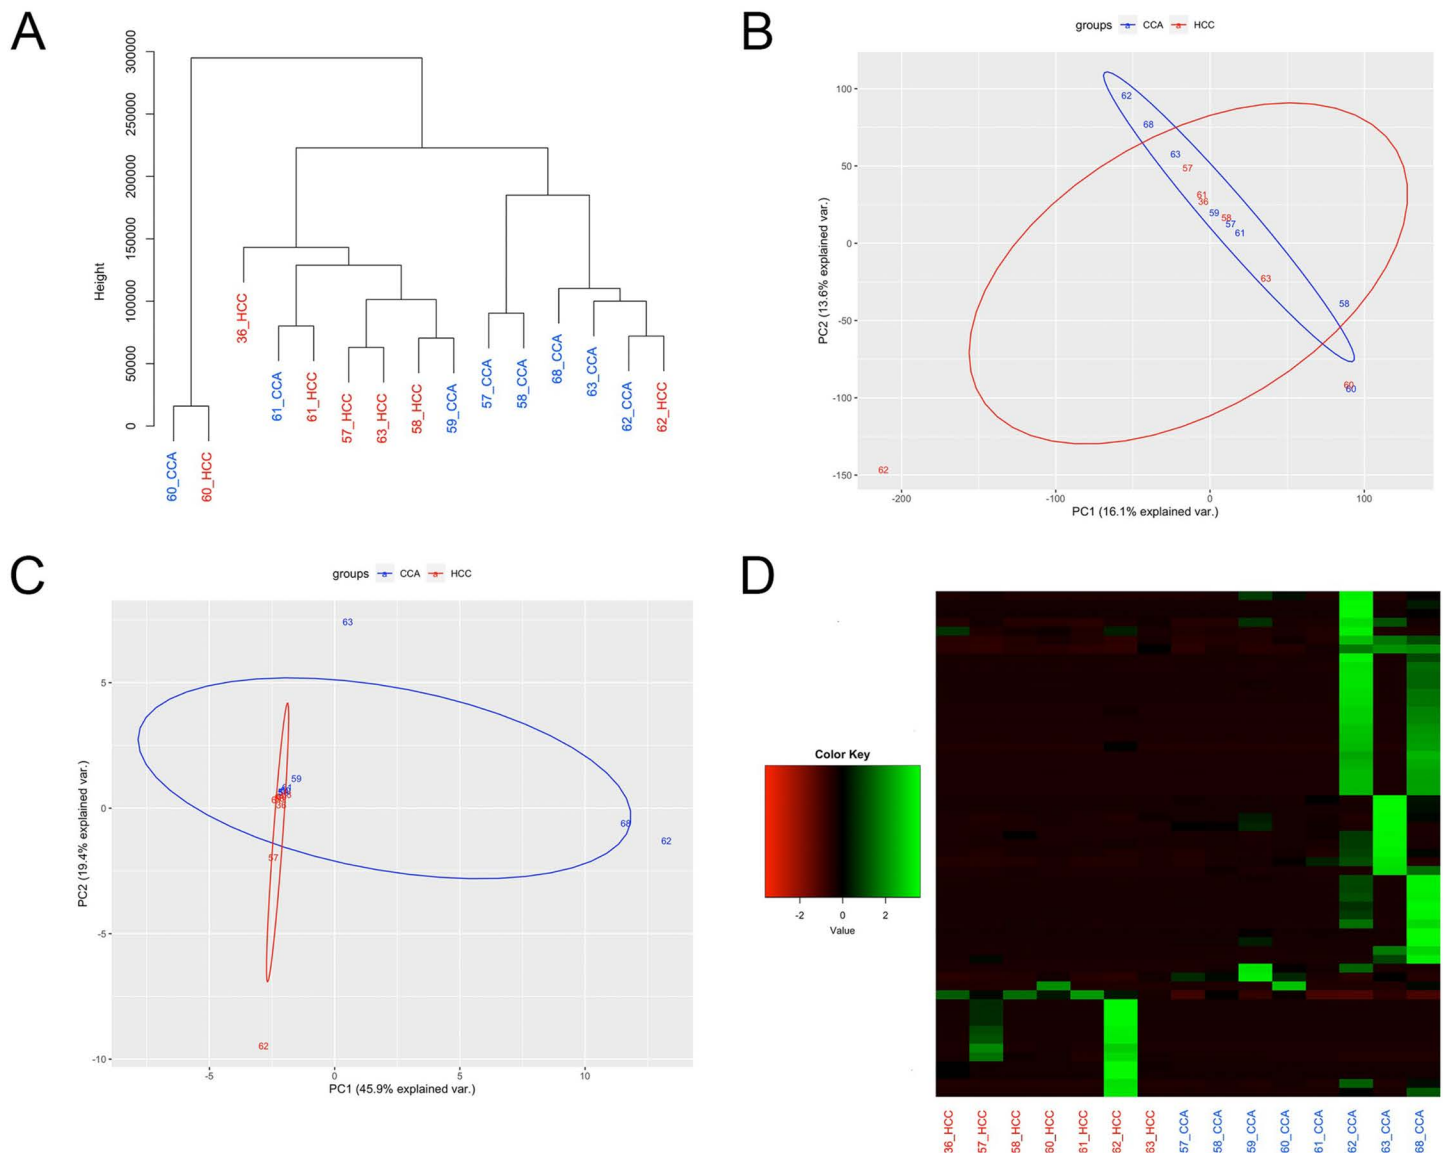 A
Height
0
50000
100000
150000
200000
250000
300000
60_CCA
60_HCC
36_HCC
61_CCA
61_HCC
57_HCC
63_HCC
58_HCC
59_CCA
57_CCA
58_CCA
68_CCA
63_CCA
62_CCA
62_HCC
B
groups a CCA a HCC
PC2 (13.6% explained var.)
100
50
0
-50
-100
-150
62
68
63
57
61
36
59
58
57
61
63
58
60
60
62
-200 -100 0 100
PC1 (16.1% explained var.)
C
groups a CCA a HCC
PC2 (19.4% explained var.)
5
0
-5
-10
63
59
36
57
68
62
62
-5 0 5 10
PC1 (45.9% explained var.)
D
Color Key
-2 0 2
Value
36_HCC
57_HCC
58_HCC
60_HCC
61_HCC
62_HCC
63_HCC
57_CCA
58_CCA
59_CCA
60_CCA
61_CCA
62_CCA
63_CCA
68_CCA